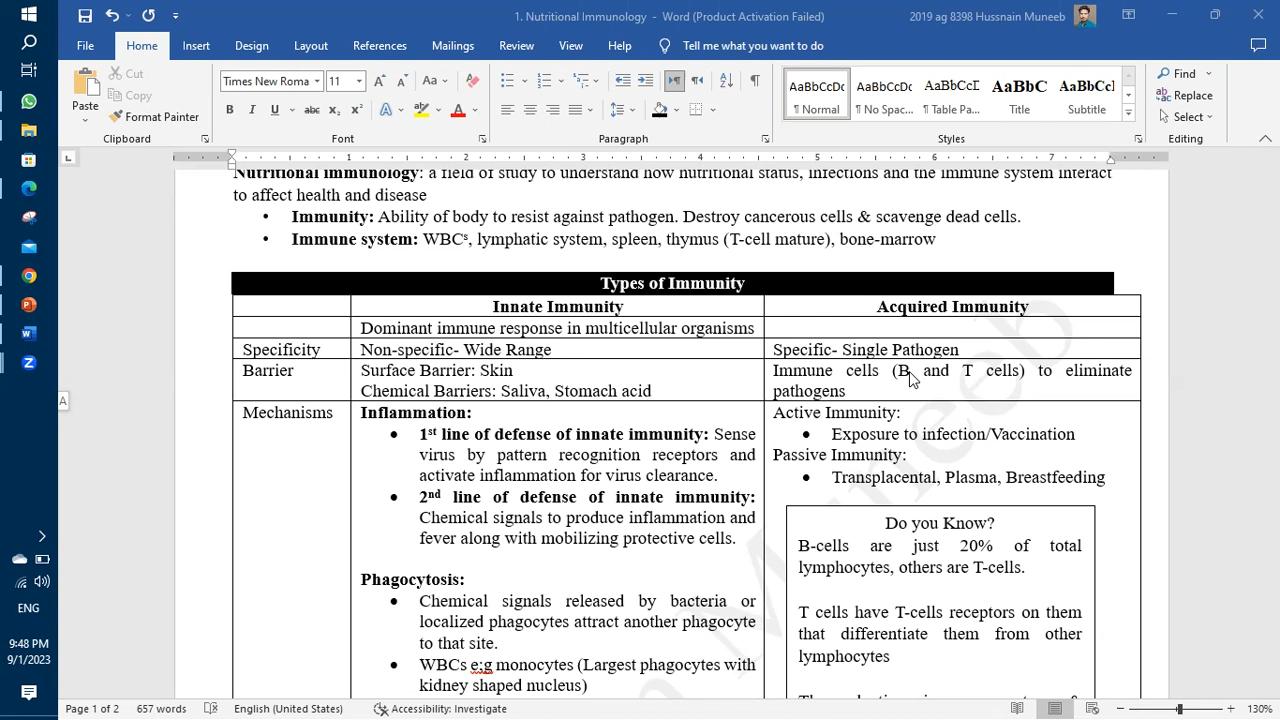 1. Nutritional Immunology - Word (Product Activation Failed)
2019 ag 8398 Hussnain Muneeb
File Home Insert Design Layout References Mailings Review View Help Tell me what you want to do
Paste
Cut
Copy
Format Painter
Clipboard
Times New Roma 11
Font
Paragraph
AaBbCcDc AaBbCcDc AaBbCcDc AaBbC AaBbCcI
¶ Normal ¶ No Spac... ¶ Table Pa... Title Subtitle
Styles
Find
Replace
Select
Editing
1 2 3 4 5 6 7
Nutritional immunology: a field of study to understand how nutritional status, infections and the immune system interact
to affect health and disease
• Immunity: Ability of body to resist against pathogen. Destroy cancerous cells & scavenge dead cells.
• Immune system: WBCs, lymphatic system, spleen, thymus (T-cell mature), bone-marrow
Types of Immunity
Innate Immunity Acquired Immunity
Dominant immune response in multicellular organisms
Specificity Non-specific- Wide Range Specific- Single Pathogen
Barrier
Surface Barrier: Skin
Chemical Barriers: Saliva, Stomach acid
Immune cells (B and T cells) to eliminate
pathogens
Mechanisms
Inflammation:
• 1st line of defense of innate immunity: Sense
virus by pattern recognition receptors and
activate inflammation for virus clearance.
• 2nd line of defense of innate immunity:
Chemical signals to produce inflammation and
fever along with mobilizing protective cells.
Phagocytosis:
• Chemical signals released by bacteria or
localized phagocytes attract another phagocyte
to that site.
• WBCs e;g monocytes (Largest phagocytes with
kidney shaped nucleus)
Active Immunity:
• Exposure to infection/Vaccination
Passive Immunity:
• Transplacental, Plasma, Breastfeeding
Do you Know?
B-cells are just 20% of total
lymphocytes, others are T-cells.
T cells have T-cells receptors on them
that differentiate them from other
lymphocytes
Muneeb
ENG
9:48 PM
9/1/2023
Page 1 of 2 657 words English (United States) Accessibility: Investigate 130%